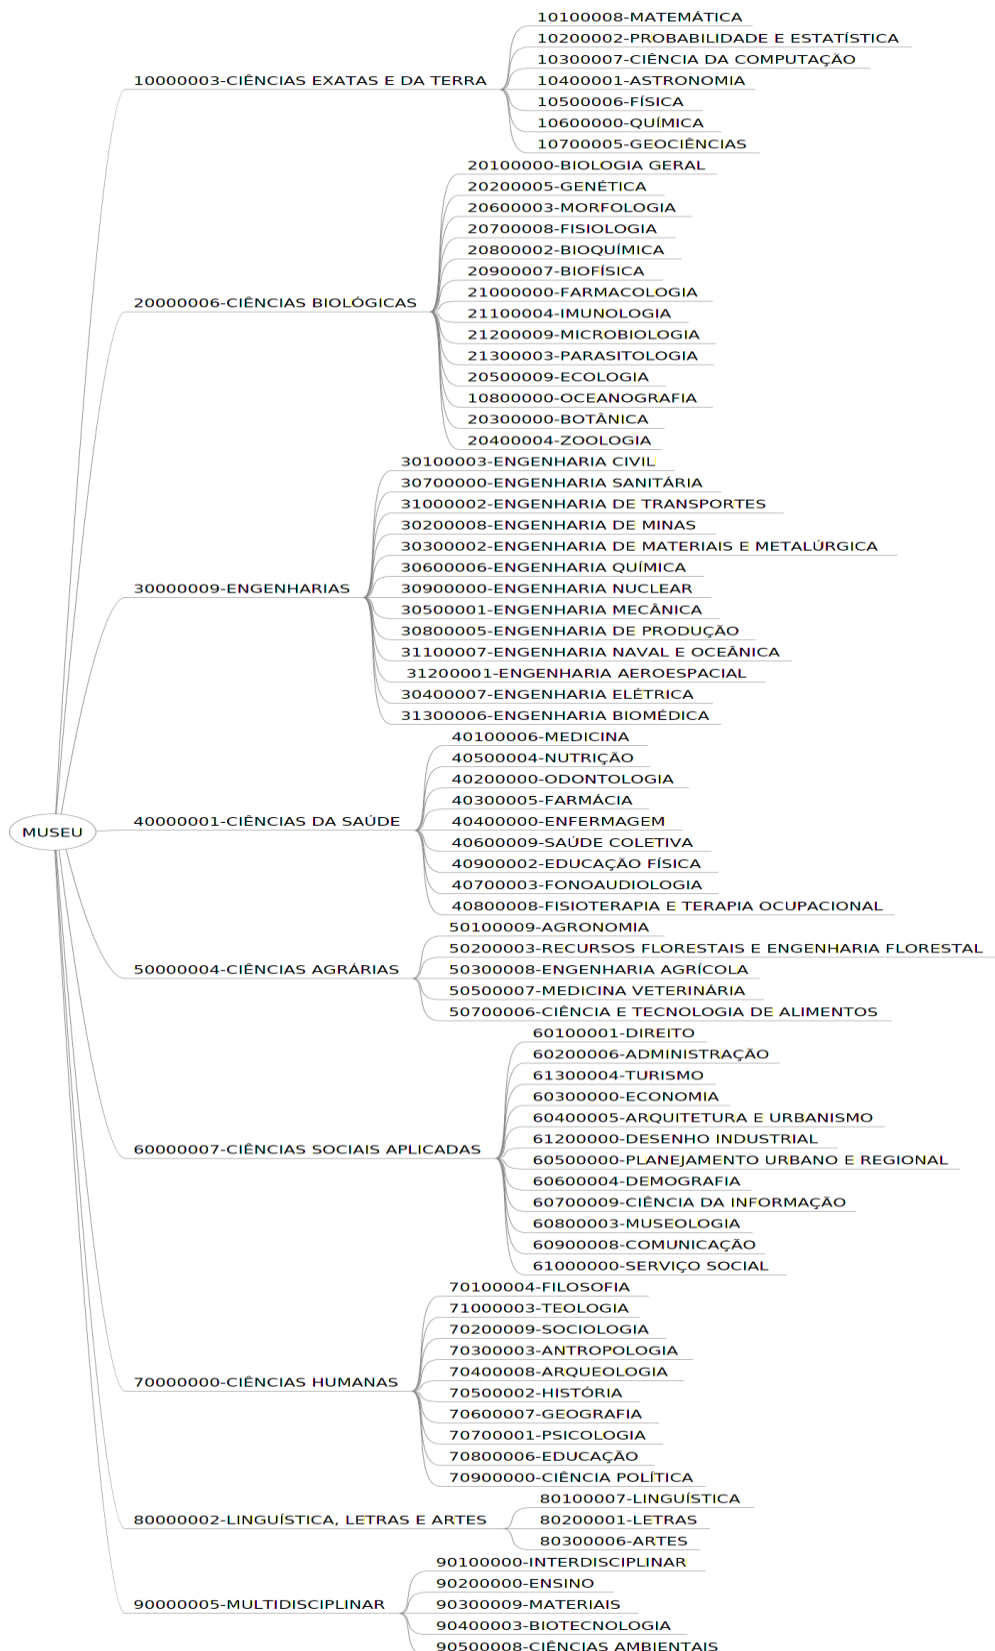 MUSEU
10000003-CIÊNCIAS EXATAS E DA TERRA
10100008-MATEMÁTICA
10200002-PROBABILIDADE E ESTATÍSTICA
10300007-CIÊNCIA DA COMPUTAÇÃO
10400001-ASTRONOMIA
10500006-FÍSICA
10600000-QUÍMICA
10700005-GEOCIÊNCIAS
20000006-CIÊNCIAS BIOLÓGICAS
20100000-BIOLOGIA GERAL
20200005-GENÉTICA
20600003-MORFOLOGIA
20700008-FISIOLOGIA
20800002-BIOQUÍMICA
20900007-BIOFÍSICA
21000000-FARMACOLOGIA
21100004-IMUNOLOGIA
21200009-MICROBIOLOGIA
21300003-PARASITOLOGIA
20500009-ECOLOGIA
10800000-OCEANOGRAFIA
20300000-BOTÂNICA
20400004-ZOOLOGIA
30000009-ENGENHARIAS
30100003-ENGENHARIA CIVIL
30700000-ENGENHARIA SANITÁRIA
31000002-ENGENHARIA DE TRANSPORTES
30200008-ENGENHARIA DE MINAS
30300002-ENGENHARIA DE MATERIAIS E METALÚRGICA
30600006-ENGENHARIA QUÍMICA
30900000-ENGENHARIA NUCLEAR
30500001-ENGENHARIA MECÂNICA
30800005-ENGENHARIA DE PRODUÇÃO
31100007-ENGENHARIA NAVAL E OCEÂNICA
31200001-ENGENHARIA AEROESPACIAL
30400007-ENGENHARIA ELÉTRICA
31300006-ENGENHARIA BIOMÉDICA
40000001-CIÊNCIAS DA SAÚDE
40100006-MEDICINA
40500004-NUTRIÇÃO
40200000-ODONTOLOGIA
40300005-FARMÁCIA
40400000-ENFERMAGEM
40600009-SAÚDE COLETIVA
40900002-EDUCAÇÃO FÍSICA
40700003-FONOAUDIOLOGIA
40800008-FISIOTERAPIA E TERAPIA OCUPACIONAL
50000004-CIÊNCIAS AGRÁRIAS
50100009-AGRONOMIA
50200003-RECURSOS FLORESTAIS E ENGENHARIA FLORESTAL
50300008-ENGENHARIA AGRÍCOLA
50500007-MEDICINA VETERINÁRIA
50700006-CIÊNCIA E TECNOLOGIA DE ALIMENTOS
60000007-CIÊNCIAS SOCIAIS APLICADAS
60100001-DIREITO
60200006-ADMINISTRAÇÃO
61300004-TURISMO
60300000-ECONOMIA
60400005-ARQUITETURA E URBANISMO
61200000-DESENHO INDUSTRIAL
60500000-PLANEJAMENTO URBANO E REGIONAL
60600004-DEMOGRAFIA
60700009-CIÊNCIA DA INFORMAÇÃO
60800003-MUSEOLOGIA
60900008-COMUNICAÇÃO
61000000-SERVIÇO SOCIAL
70000000-CIÊNCIAS HUMANAS
70100004-FILOSOFIA
71000003-TEOLOGIA
70200009-SOCIOLOGIA
70300003-ANTROPOLOGIA
70400008-ARQUEOLOGIA
70500002-HISTÓRIA
70600007-GEOGRAFIA
70700001-PSICOLOGIA
70800006-EDUCAÇÃO
70900000-CIÊNCIA POLÍTICA
80000002-LINGUÍSTICA, LETRAS E ARTES
80100007-LINGUÍSTICA
80200001-LETRAS
80300006-ARTES
90000005-MULTIDISCIPLINAR
90100000-INTERDISCIPLINAR
90200000-ENSINO
90300009-MATERIAIS
90400003-BIOTECNOLOGIA
90500008-CIÊNCIAS AMBIENTAIS